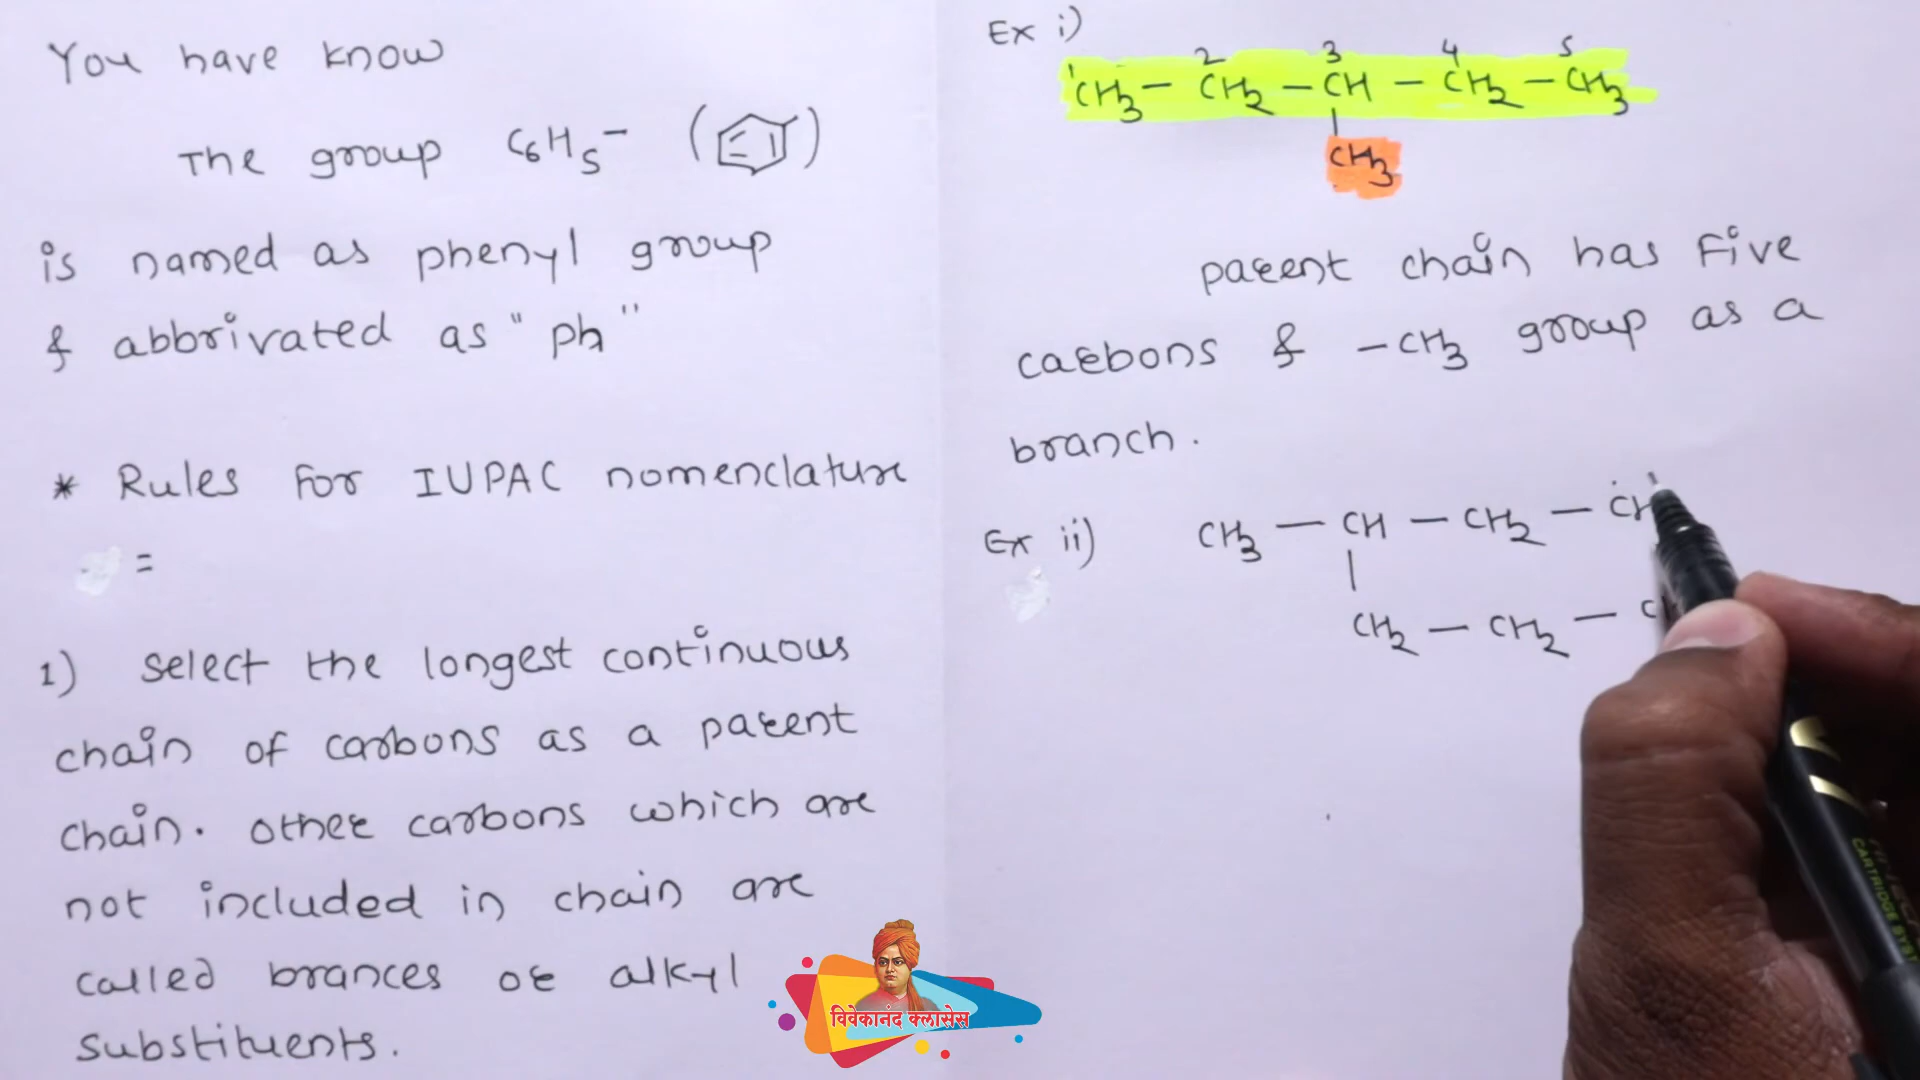 You have know
The group C6H5- ( )
is named as phenyl group
& abbrivated as "ph"
* Rules for IUPAC nomenclature
=
1) Select the longest continuous
chain of carbons as a parent
chain. other carbons which are
not included in chain are
called brances or alkyl
substituents.
Ex i)
1 2 3 4 5
CH3 - CH2 - CH - CH2 - CH3
|
CH3
parent chain has five
carbons & -CH3 group as a
branch.
Ex ii) CH3 - CH - CH2 - CH
|
CH2 - CH2 - C
विवेकानंद क्लासेस